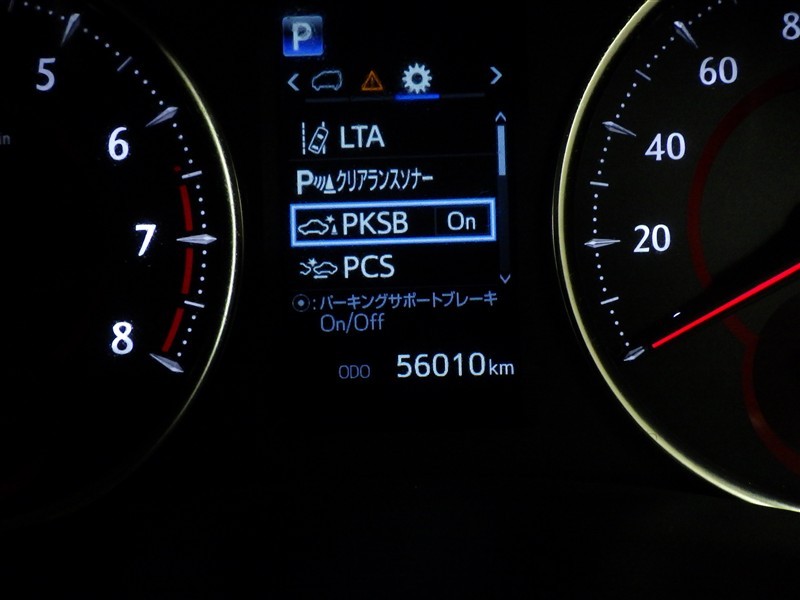 P
5
6
7
8
LTA
Pクリアランスソナー
PKSB On
PCS
:パーキングサポートブレーキ
On/Off
ODO 56010km
60
40
20
8